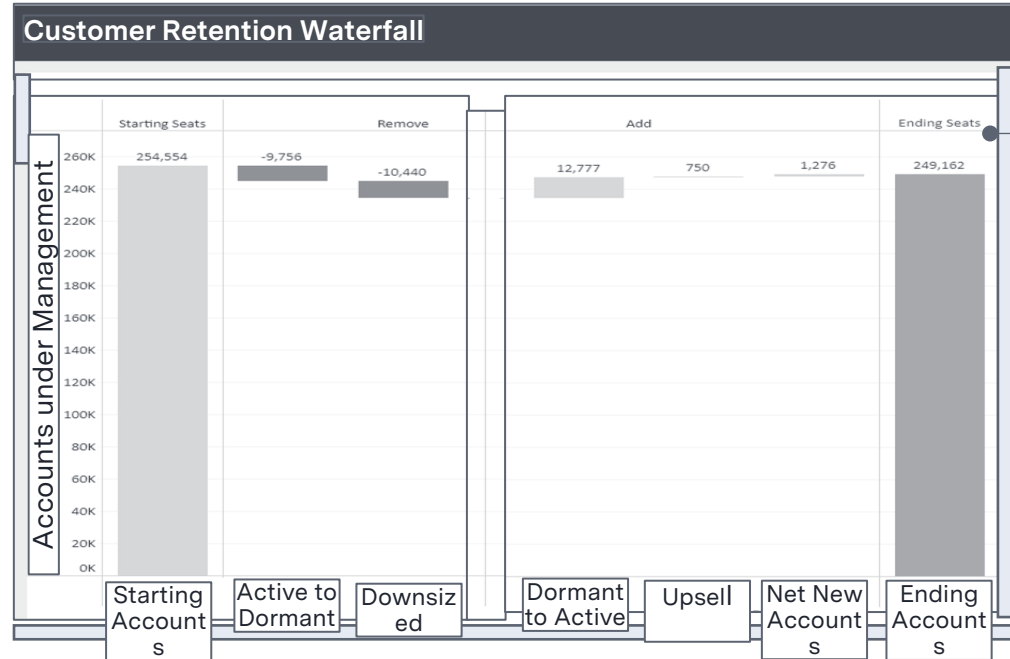 Customer Retention Waterfall
Starting Seats
Remove
Add
Ending Seats
254,554
-9,756
-10,440
12,777
750
1,276
249,162
Accounts under Management
260K
240K
220K
200K
180K
160K
140K
120K
100K
80K
60K
40K
20K
0K
Starting
Account
s
Active to
Dormant
Downsiz
ed
Dormant
to Active
Upsell
Net New
Account
s
Ending
Account
s